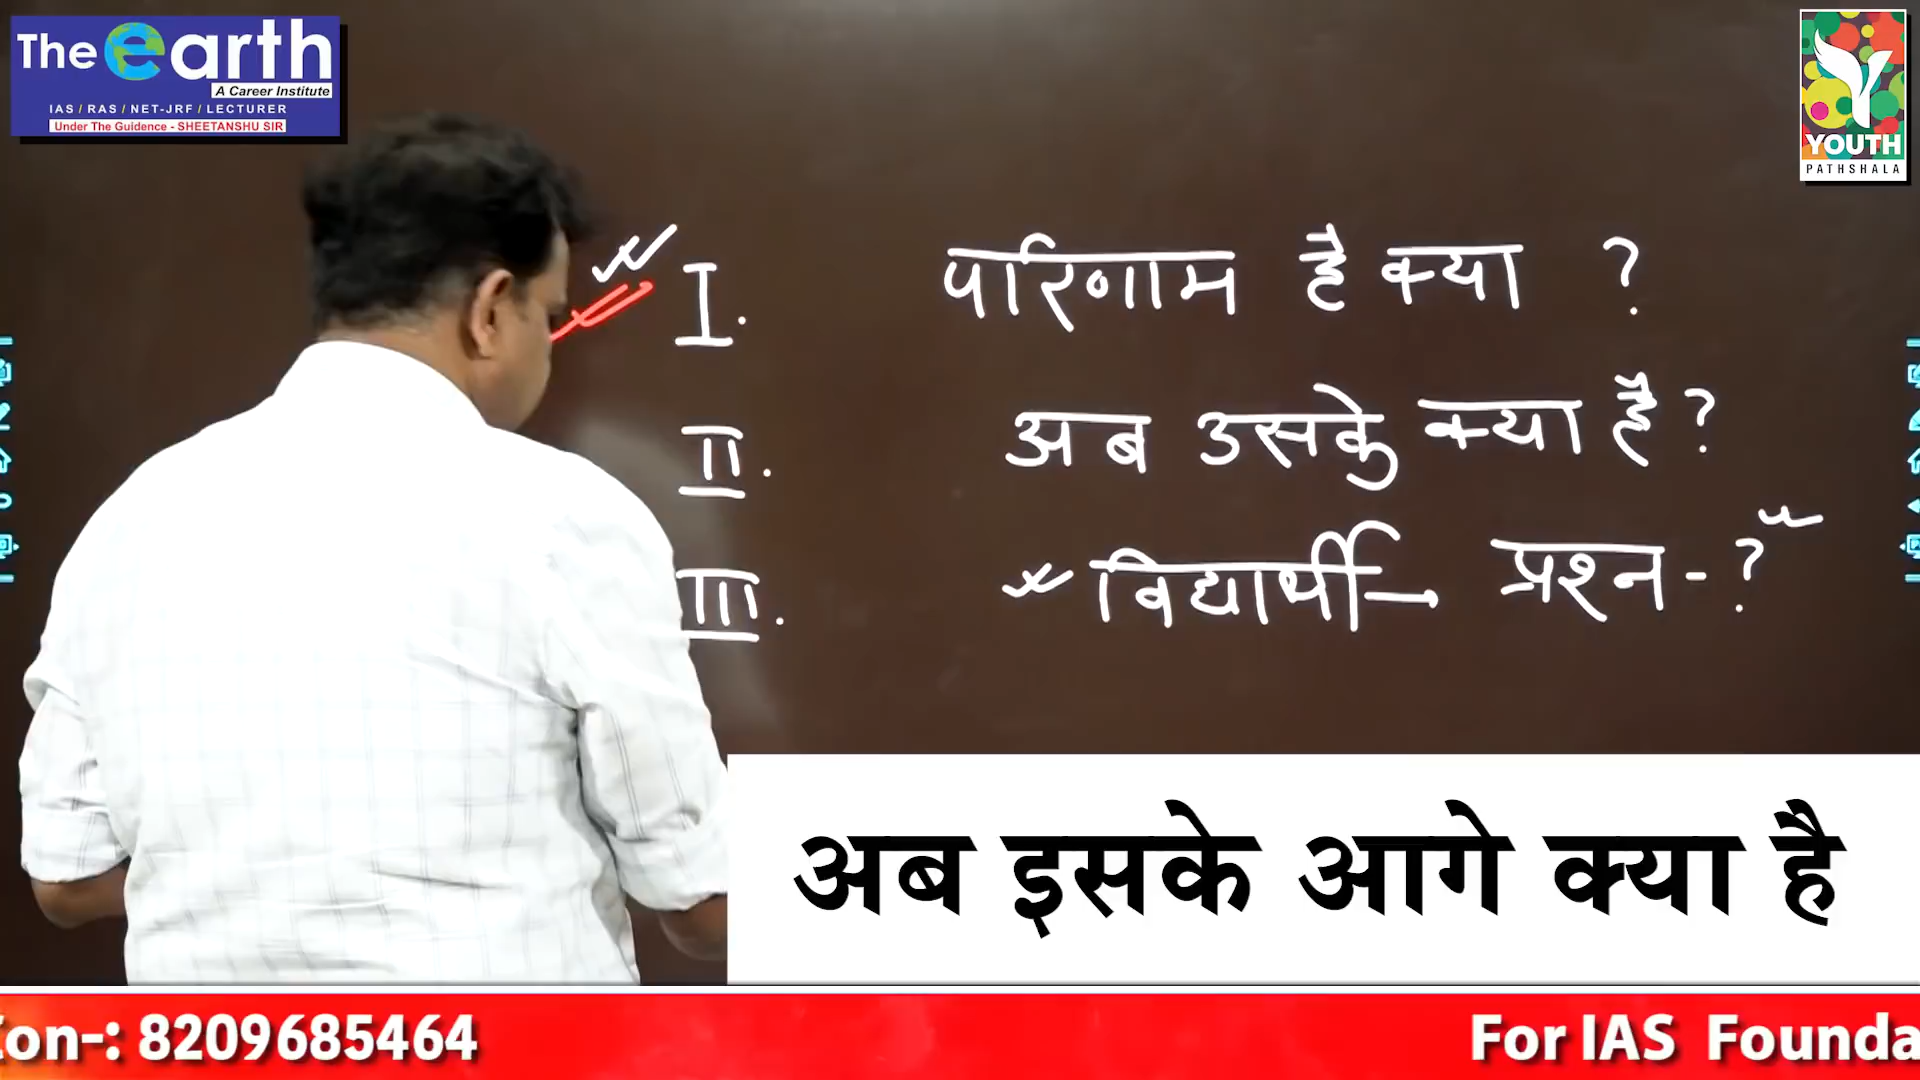 The earth
A Career Institute
IAS / RAS / NET-JRF / LECTURER
Under The Guidence - SHEETANSHU SIR
YOUTH
PATHSHALA
I. परिणाम है क्या ?
II. अब उसके क्या है ?
III. विद्यार्थी → प्रश्न - ?
अब इसके आगे क्या है
Con-: 8209685464
For IAS Founda